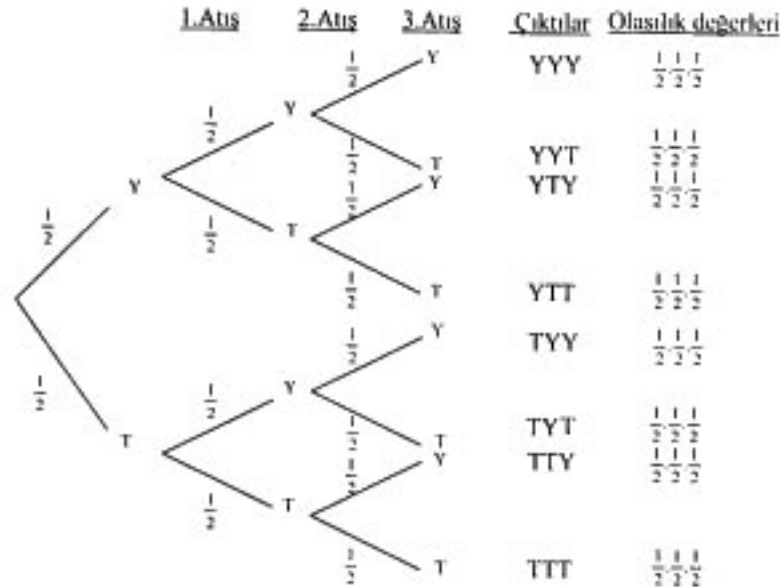 1.Atış 2.Atış 3.Atış Çıktılar Olasılık değerleri
1/2 Y YYY 1/2.1/2.1/2
1/2 Y
1/2 T YYT 1/2.1/2.1/2
Y 1/2 Y YTY 1/2.1/2.1/2
1/2 1/2 T
1/2 T YTT 1/2.1/2.1/2
1/2 Y TYY 1/2.1/2.1/2
1/2 1/2 Y
1/2 T TYT 1/2.1/2.1/2
T 1/2 Y TTY 1/2.1/2.1/2
1/2 T
1/2 T TTT 1/2.1/2.1/2